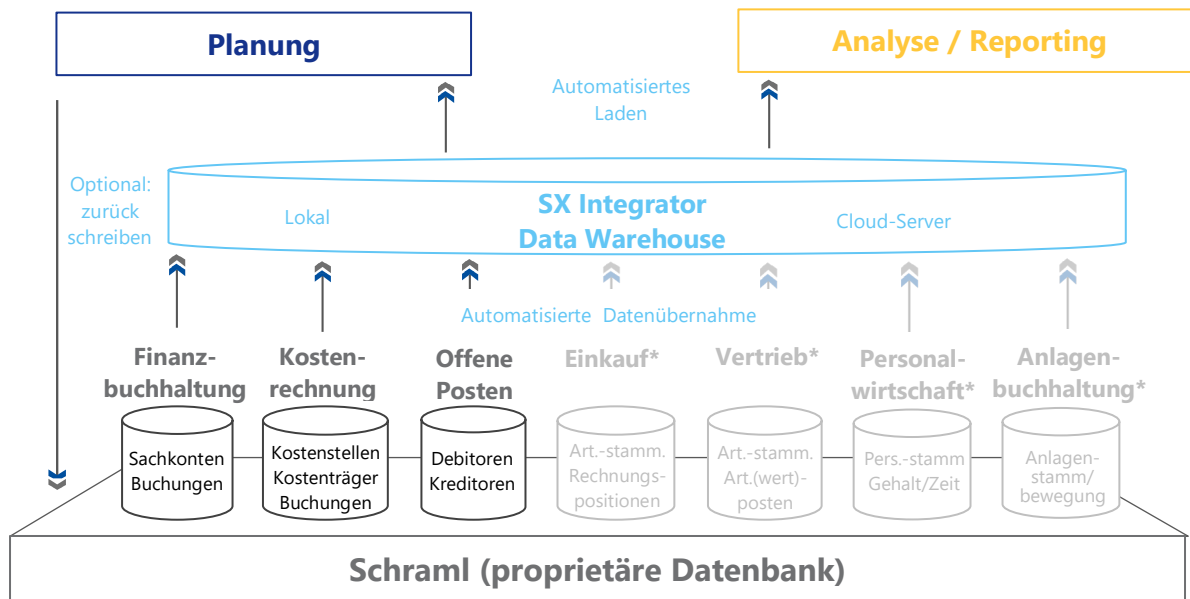 Planung
Analyse / Reporting
Automatisiertes
Laden
Optional:
zurück
schreiben
SX Integrator
Data Warehouse
Lokal
Cloud-Server
Automatisierte Datenübernahme
Finanz-
buchhaltung
Kosten-
rechnung
Offene
Posten
Einkauf*
Vertrieb*
Personal-
wirtschaft*
Anlagen-
buchhaltung*
Sachkonten
Buchungen
Kostenstellen
Kostenträger
Buchungen
Debitoren
Kreditoren
Art.-stamm.
Rechnungs-
positionen
Art.-stamm.
Art.(wert)-
posten
Pers.-stamm
Gehalt/Zeit
Anlagen-
stamm/
bewegung
Schraml (proprietäre Datenbank)